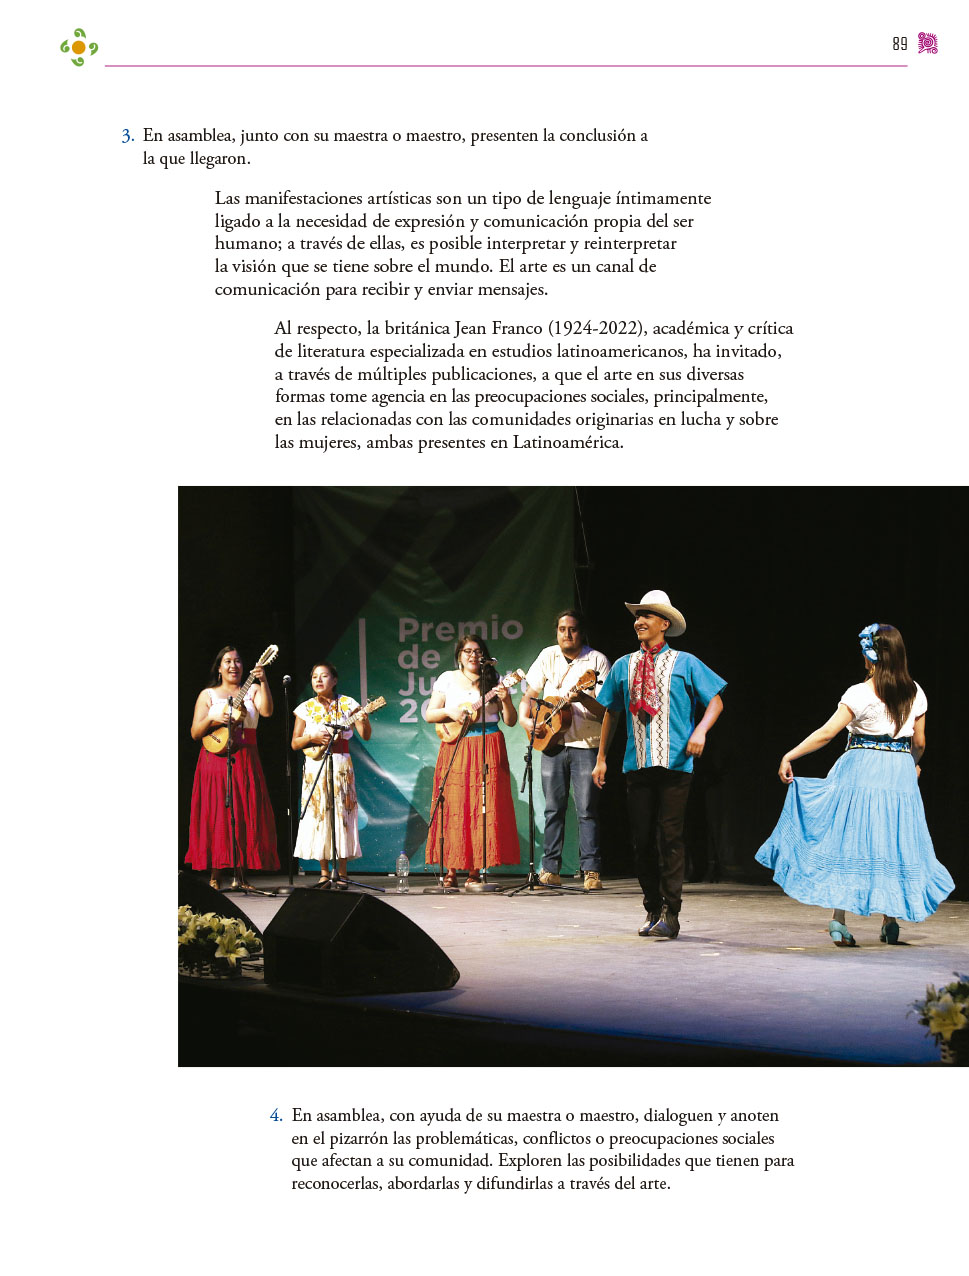 89
3. En asamblea, junto con su maestra o maestro, presenten la conclusión a
la que llegaron.
Las manifestaciones artísticas son un tipo de lenguaje íntimamente
ligado a la necesidad de expresión y comunicación propia del ser
humano; a través de ellas, es posible interpretar y reinterpretar
la visión que se tiene sobre el mundo. El arte es un canal de
comunicación para recibir y enviar mensajes.
Al respecto, la británica Jean Franco (1924-2022), académica y crítica
de literatura especializada en estudios latinoamericanos, ha invitado,
a través de múltiples publicaciones, a que el arte en sus diversas
formas tome agencia en las preocupaciones sociales, principalmente,
en las relacionadas con las comunidades originarias en lucha y sobre
las mujeres, ambas presentes en Latinoamérica.
Premio
de
4. En asamblea, con ayuda de su maestra o maestro, dialoguen y anoten
en el pizarrón las problemáticas, conflictos o preocupaciones sociales
que afectan a su comunidad. Exploren las posibilidades que tienen para
reconocerlas, abordarlas y difundirlas a través del arte.